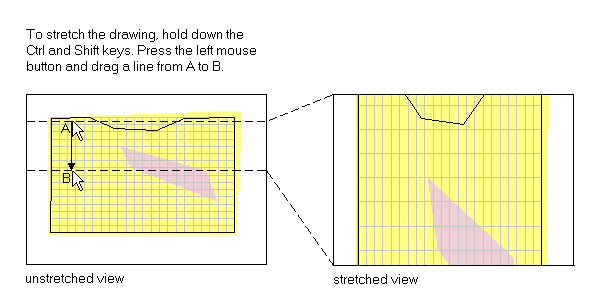 To stretch the drawing, hold down the
Ctrl and Shift keys. Press the left mouse
button and drag a line from A to B.
A
B
unstretched view
stretched view